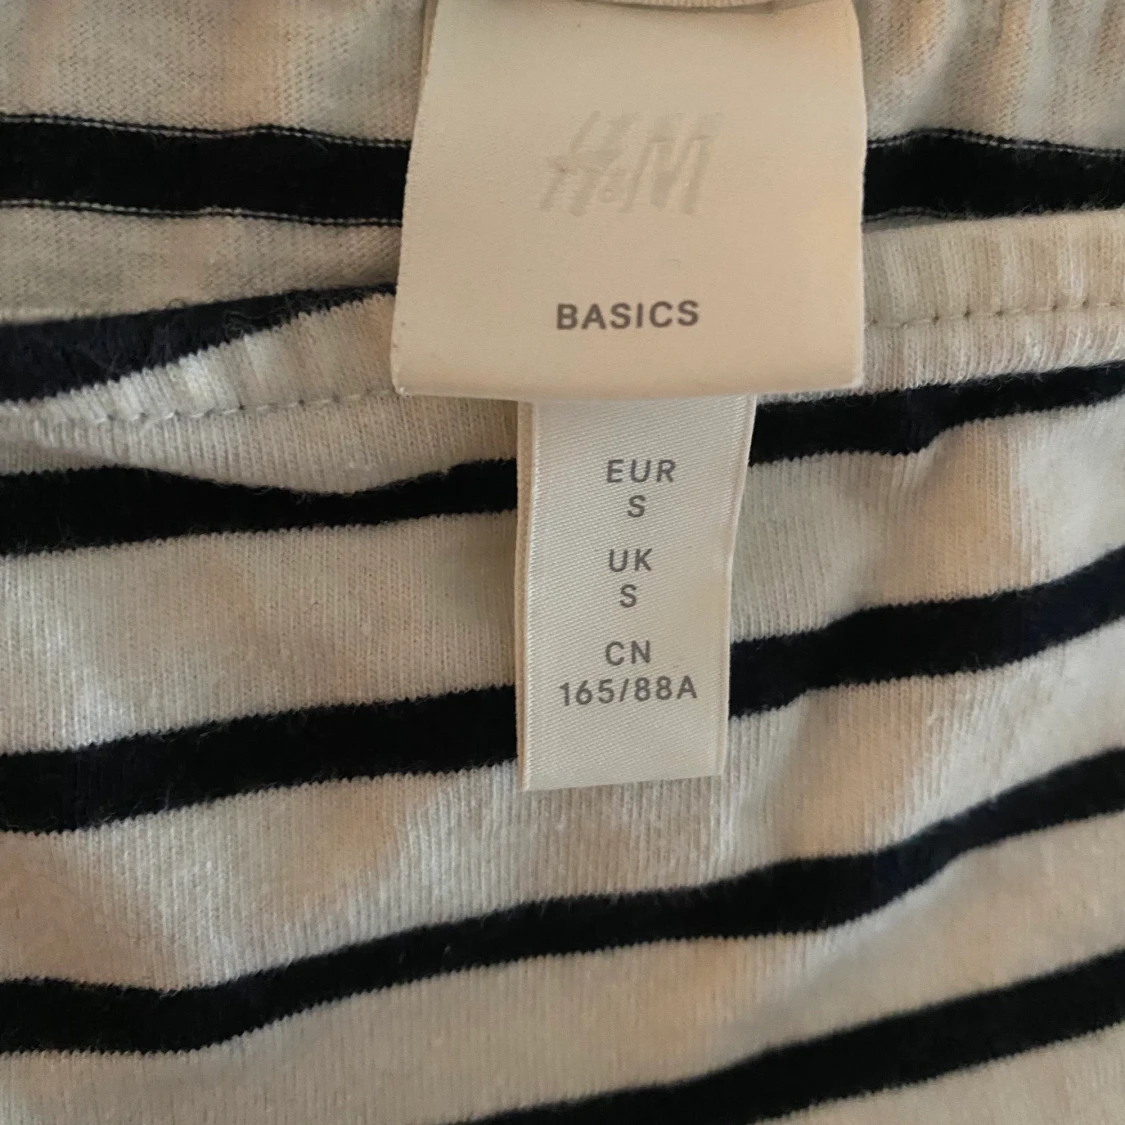 H&M
BASICS
EUR
S
UK
S
CN
165/88A